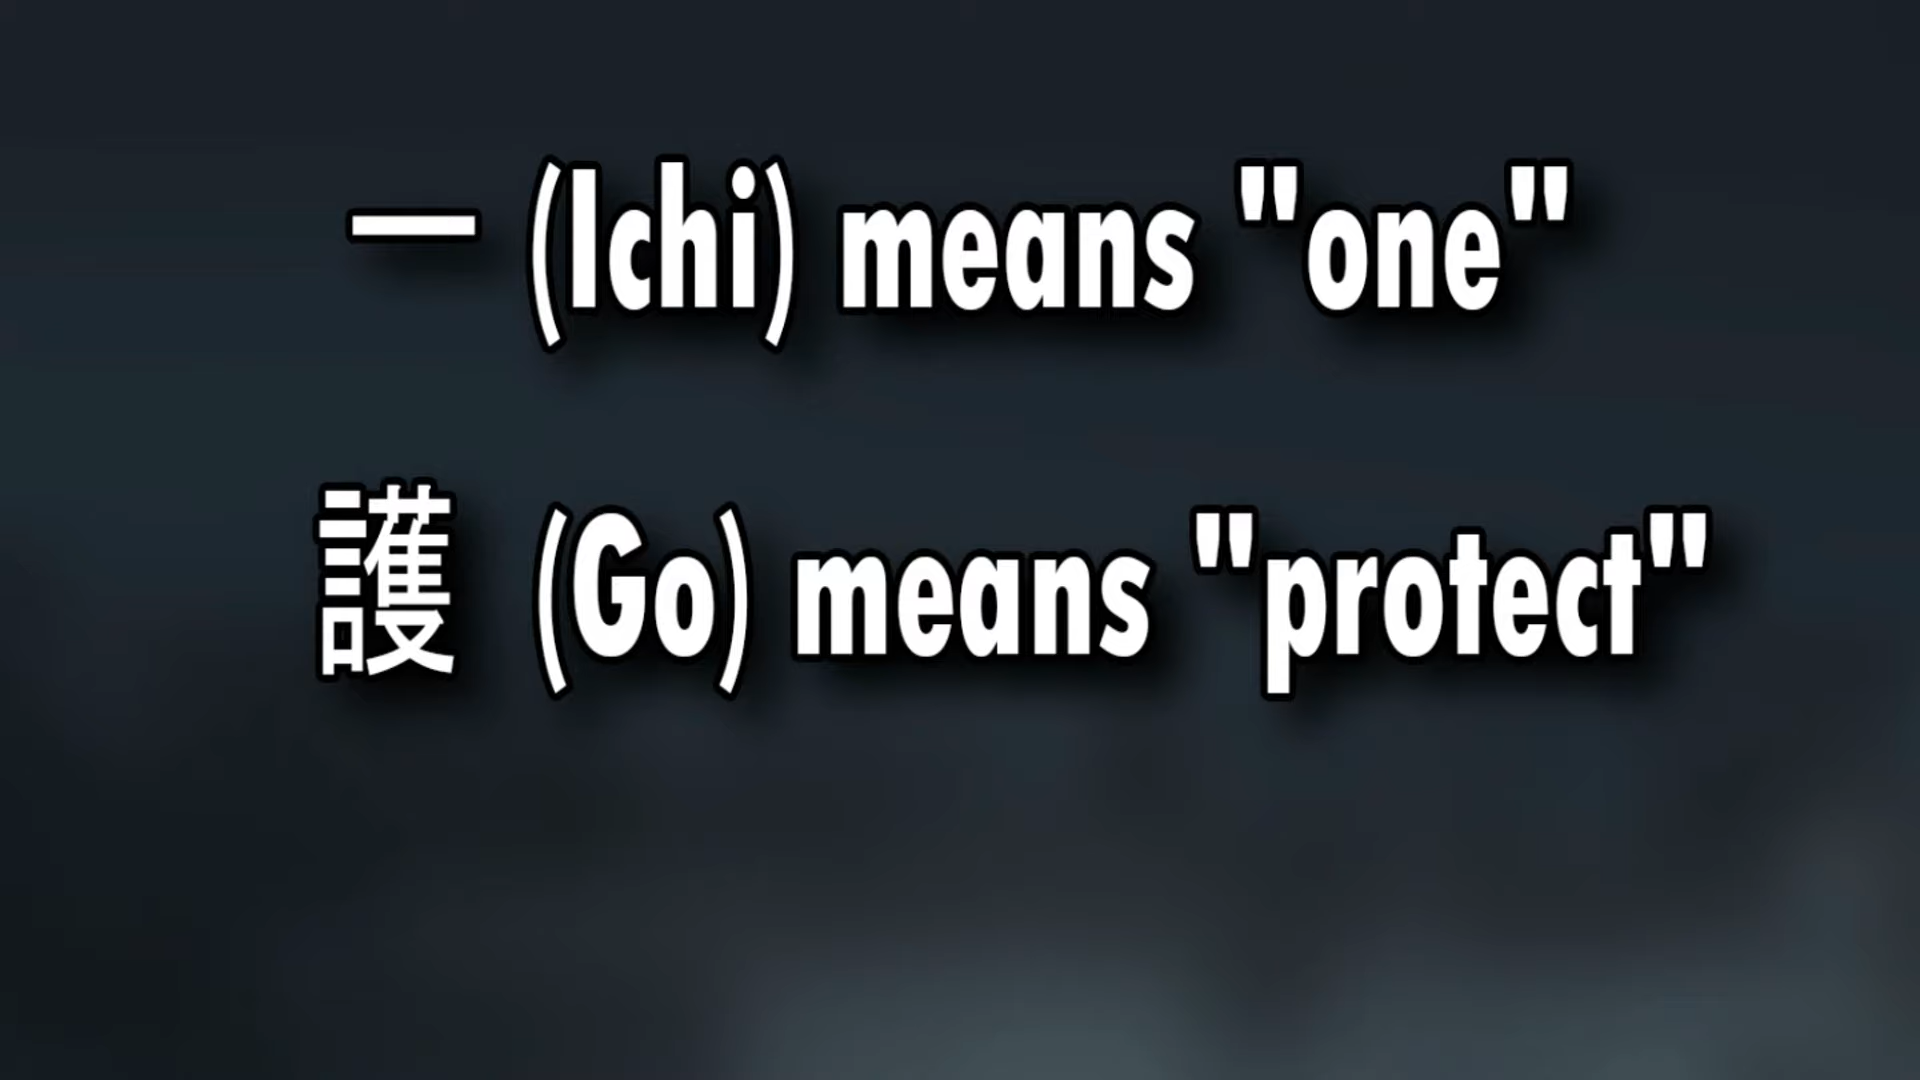 一 (Ichi) means "one"
護 (Go) means "protect"